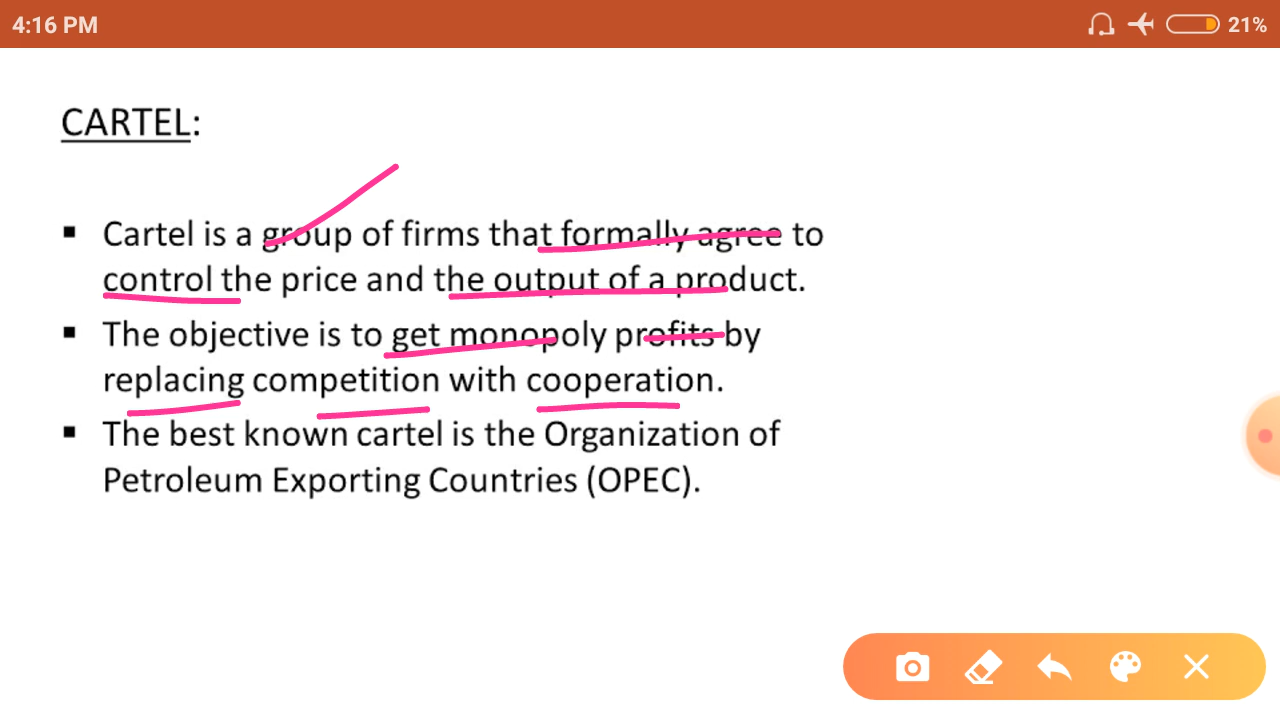 4:16 PM
21%
CARTEL:
▪ Cartel is a group of firms that formally agree to
control the price and the output of a product.
▪ The objective is to get monopoly profits by
replacing competition with cooperation.
▪ The best known cartel is the Organization of
Petroleum Exporting Countries (OPEC).